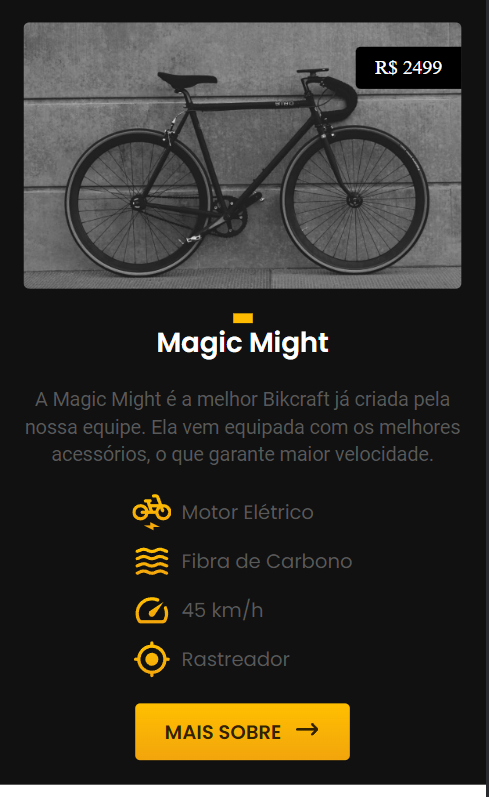 R$ 2499
Magic Might
A Magic Might é a melhor Bikcraft já criada pela
nossa equipe. Ela vem equipada com os melhores
acessórios, o que garante maior velocidade.
Motor Elétrico
Fibra de Carbono
45 km/h
Rastreador
MAIS SOBRE →